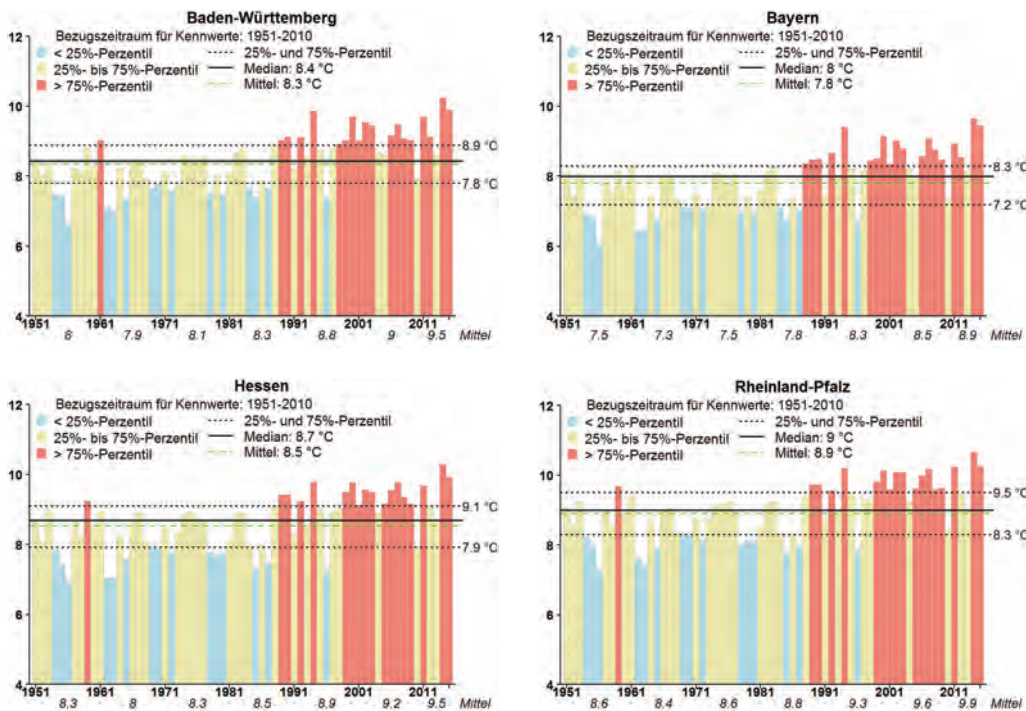 Baden-Württemberg
Bezugszeitraum für Kennwerte: 1951-2010
< 25%-Perzentil
25%- und 75%-Perzentil
25%- bis 75%-Perzentil
Median: 8.4 °C
> 75%-Perzentil
Mittel: 8.3 °C
12
10
8
6
4
8.9 °C
7.8 °C
1951 1961 1971 1981 1991 2001 2011
8 7.9 8.1 8.3 8.8 9 9.5 Mittel
Bayern
Bezugszeitraum für Kennwerte: 1951-2010
< 25%-Perzentil
25%- und 75%-Perzentil
25%- bis 75%-Perzentil
Median: 8 °C
> 75%-Perzentil
Mittel: 7.8 °C
12
10
8
6
4
8.3 °C
7.2 °C
1951 1961 1971 1981 1991 2001 2011
7.5 7.3 7.5 7.8 8.3 8.5 8.9 Mittel
Hessen
Bezugszeitraum für Kennwerte: 1951-2010
< 25%-Perzentil
25%- und 75%-Perzentil
25%- bis 75%-Perzentil
Median: 8.7 °C
> 75%-Perzentil
Mittel: 8.5 °C
12
10
8
6
4
9.1 °C
7.9 °C
1951 1961 1971 1981 1991 2001 2011
8.3 8 8.3 8.5 8.9 9.2 9.5 Mittel
Rheinland-Pfalz
Bezugszeitraum für Kennwerte: 1951-2010
< 25%-Perzentil
25%- und 75%-Perzentil
25%- bis 75%-Perzentil
Median: 9 °C
> 75%-Perzentil
Mittel: 8.9 °C
12
10
8
6
4
9.5 °C
8.3 °C
1951 1961 1971 1981 1991 2001 2011
8.6 8.4 8.6 8.8 9.3 9.6 9.9 Mittel